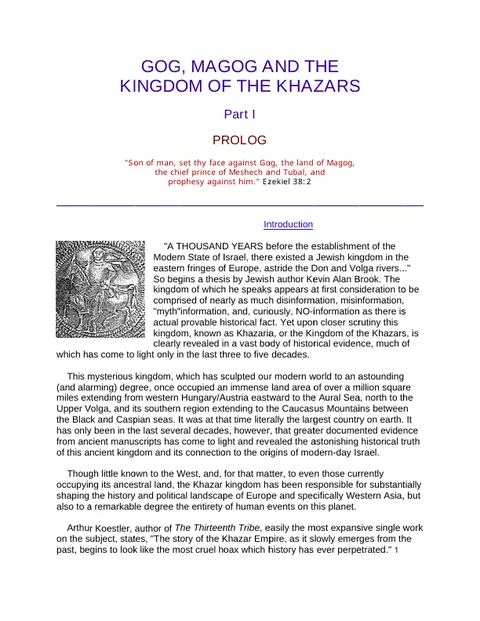 GOG, MAGOG AND THE
KINGDOM OF THE KHAZARS
Part I
PROLOG
"Son of man, set thy face against Gog, the land of Magog,
the chief prince of Meshech and Tubal, and
prophesy against him." Ezekiel 38:2
Introduction
"A THOUSAND YEARS before the establishment of the
Modern State of Israel, there existed a Jewish kingdom in the
eastern fringes of Europe, astride the Don and Volga rivers..."
So begins a thesis by Jewish author Kevin Alan Brook. The
kingdom of which he speaks appears at first consideration to be
comprised of nearly as much disinformation, misinformation,
"myth"information, and, curiously, NO-information as there is
actual provable historical fact. Yet upon closer scrutiny this
kingdom, known as Khazaria, or the Kingdom of the Khazars, is
clearly revealed in a vast body of historical evidence, much of
which has come to light only in the last three to five decades.
This mysterious kingdom, which has sculpted our modern world to an astounding
(and alarming) degree, once occupied an immense land area of over a million square
miles extending from western Hungary/Austria eastward to the Aural Sea, north to the
Upper Volga, and its southern region extending to the Caucasus Mountains between
the Black and Caspian seas. It was at that time literally the largest country on earth. It
has only been in the last several decades, however, that greater documented evidence
from ancient manuscripts has come to light and revealed the astonishing historical truth
of this ancient kingdom and its connection to the origins of modern-day Israel.
Though little known to the West, and, for that matter, to even those currently
occupying its ancestral land, the Khazar kingdom has been responsible for substantially
shaping the history and political landscape of Europe and specifically Western Asia, but
also to a remarkable degree the entirety of human events on this planet.
Arthur Koestler, author of The Thirteenth Tribe, easily the most expansive single work
on the subject, states, "The story of the Khazar Empire, as it slowly emerges from the
past, begins to look like the most cruel hoax which history has ever perpetrated." 1